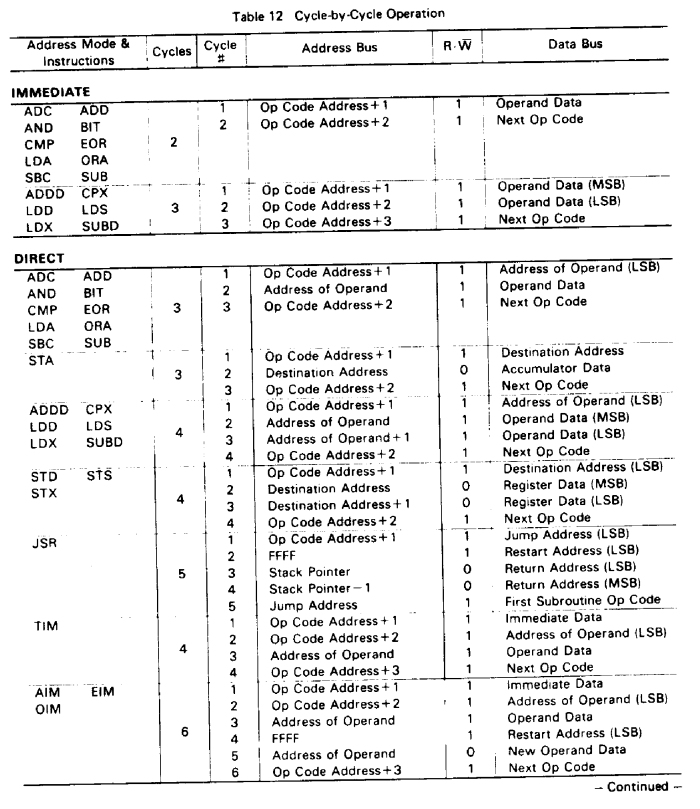 Table 12 Cycle-by-Cycle Operation
Address Mode & Instructions Cycles Cycle # Address Bus R·W̅ Data Bus
IMMEDIATE
ADC ADD 1 Op Code Address+1 1 Operand Data
AND BIT 2 Op Code Address+2 1 Next Op Code
CMP EOR 2
LDA ORA
SBC SUB
ADDD CPX 1 Op Code Address+1 1 Operand Data (MSB)
LDD LDS 3 2 Op Code Address+2 1 Operand Data (LSB)
LDX SUBD 3 Op Code Address+3 1 Next Op Code
DIRECT
ADC ADD 1 Op Code Address+1 1 Address of Operand (LSB)
AND BIT 2 Address of Operand 1 Operand Data
CMP EOR 3 3 Op Code Address+2 1 Next Op Code
LDA ORA
SBC SUB
STA 1 Op Code Address+1 1 Destination Address
3 2 Destination Address 0 Accumulator Data
3 Op Code Address+2 1 Next Op Code
ADDD CPX 1 Op Code Address+1 1 Address of Operand (LSB)
LDD LDS 2 Address of Operand 1 Operand Data (MSB)
LDX SUBD 4 3 Address of Operand+1 1 Operand Data (LSB)
4 Op Code Address+2 1 Next Op Code
STD STS 1 Op Code Address+1 1 Destination Address (LSB)
STX 2 Destination Address 0 Register Data (MSB)
4 3 Destination Address+1 0 Register Data (LSB)
4 Op Code Address+2 1 Next Op Code
JSR 1 Op Code Address+1 1 Jump Address (LSB)
2 FFFF 1 Restart Address (LSB)
5 3 Stack Pointer 0 Return Address (LSB)
4 Stack Pointer−1 0 Return Address (MSB)
5 Jump Address 1 First Subroutine Op Code
TIM 1 Op Code Address+1 1 Immediate Data
2 Op Code Address+2 1 Address of Operand (LSB)
4 3 Address of Operand 1 Operand Data
4 Op Code Address+3 1 Next Op Code
AIM EIM 1 Op Code Address+1 1 Immediate Data
OIM 2 Op Code Address+2 1 Address of Operand (LSB)
3 Address of Operand 1 Operand Data
6 4 FFFF 1 Restart Address (LSB)
5 Address of Operand 0 New Operand Data
6 Op Code Address+3 1 Next Op Code
– Continued –